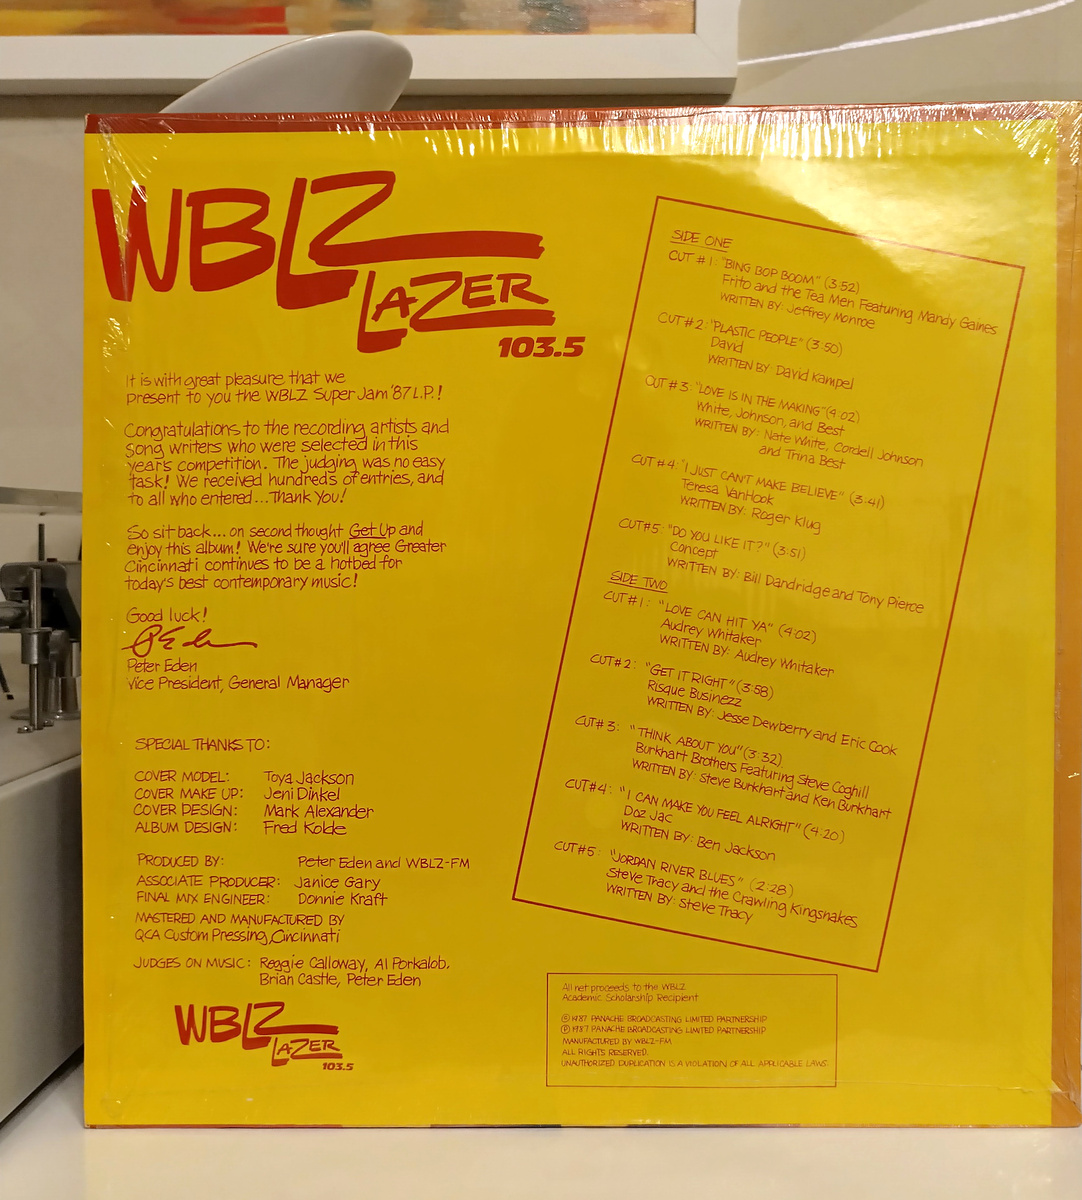 WBLZ
LAZER
103.5
It is with great pleasure that we
present to you the WBLZ Super Jam '87 L.P.!
Congratulations to the recording artists and
song writers who were selected in this
year's competition. The judging was no easy
task! We received hundreds of entries, and
to all who entered... Thank You!
So sit back... on second thought Get Up and
enjoy this album! We're sure you'll agree Greater
Cincinnati continues to be a hotbed for
today's best contemporary music!
Good luck!
Peter Eden
Vice President, General Manager
SPECIAL THANKS TO:
COVER MODEL: Toya Jackson
COVER MAKE UP: Jeni Dinkel
COVER DESIGN: Mark Alexander
ALBUM DESIGN: Fred Kolde
PRODUCED BY: Peter Eden and WBLZ-FM
ASSOCIATE PRODUCER: Janice Gary
FINAL MIX ENGINEER: Donnie Kraft
MASTERED AND MANUFACTURED BY
QCA Custom Pressing, Cincinnati
JUDGES ON MUSIC: Reggie Calloway, Al Porkalob,
Brian Castle, Peter Eden
WBLZ
LAZER
103.5
SIDE ONE
CUT #1: "BING BOP BOOM" (3:52)
Frito and the Tea Men Featuring Mandy Gaines
WRITTEN BY: Jeffrey Monroe
CUT #2: "PLASTIC PEOPLE" (3:50)
David
WRITTEN BY: David Kampel
CUT #3: "LOVE IS IN THE MAKING" (4:02)
White, Johnson, and Best
WRITTEN BY: Nate White, Cordell Johnson
and Trina Best
CUT #4: "I JUST CAN'T MAKE BELIEVE" (3:41)
Teresa VanHook
WRITTEN BY: Roger Klug
CUT #5: "DO YOU LIKE IT?" (3:51)
Concept
WRITTEN BY: Bill Dandridge and Tony Pierce
SIDE TWO
CUT #1: "LOVE CAN HIT YA" (4:02)
Audrey Whitaker
WRITTEN BY: Audrey Whitaker
CUT #2: "GET IT RIGHT" (3:58)
Risque Businezz
WRITTEN BY: Jesse Dewberry and Eric Cook
CUT #3: "THINK ABOUT YOU" (3:32)
Burkhart Brothers Featuring Steve Coghill
WRITTEN BY: Steve Burkhart and Ken Burkhart
CUT #4: "I CAN MAKE YOU FEEL ALRIGHT" (4:20)
Doz Jac
WRITTEN BY: Ben Jackson
CUT #5: "JORDAN RIVER BLUES" (2:28)
Steve Tracy and the Crawling Kingsnakes
WRITTEN BY: Steve Tracy
All net proceeds to the WBLZ
Academic Scholarship Recipient
© 1987 PANACHE BROADCASTING LIMITED PARTNERSHIP
℗ 1987 PANACHE BROADCASTING LIMITED PARTNERSHIP
MANUFACTURED BY WBLZ-FM
ALL RIGHTS RESERVED.
UNAUTHORIZED DUPLICATION IS A VIOLATION OF ALL APPLICABLE LAWS.